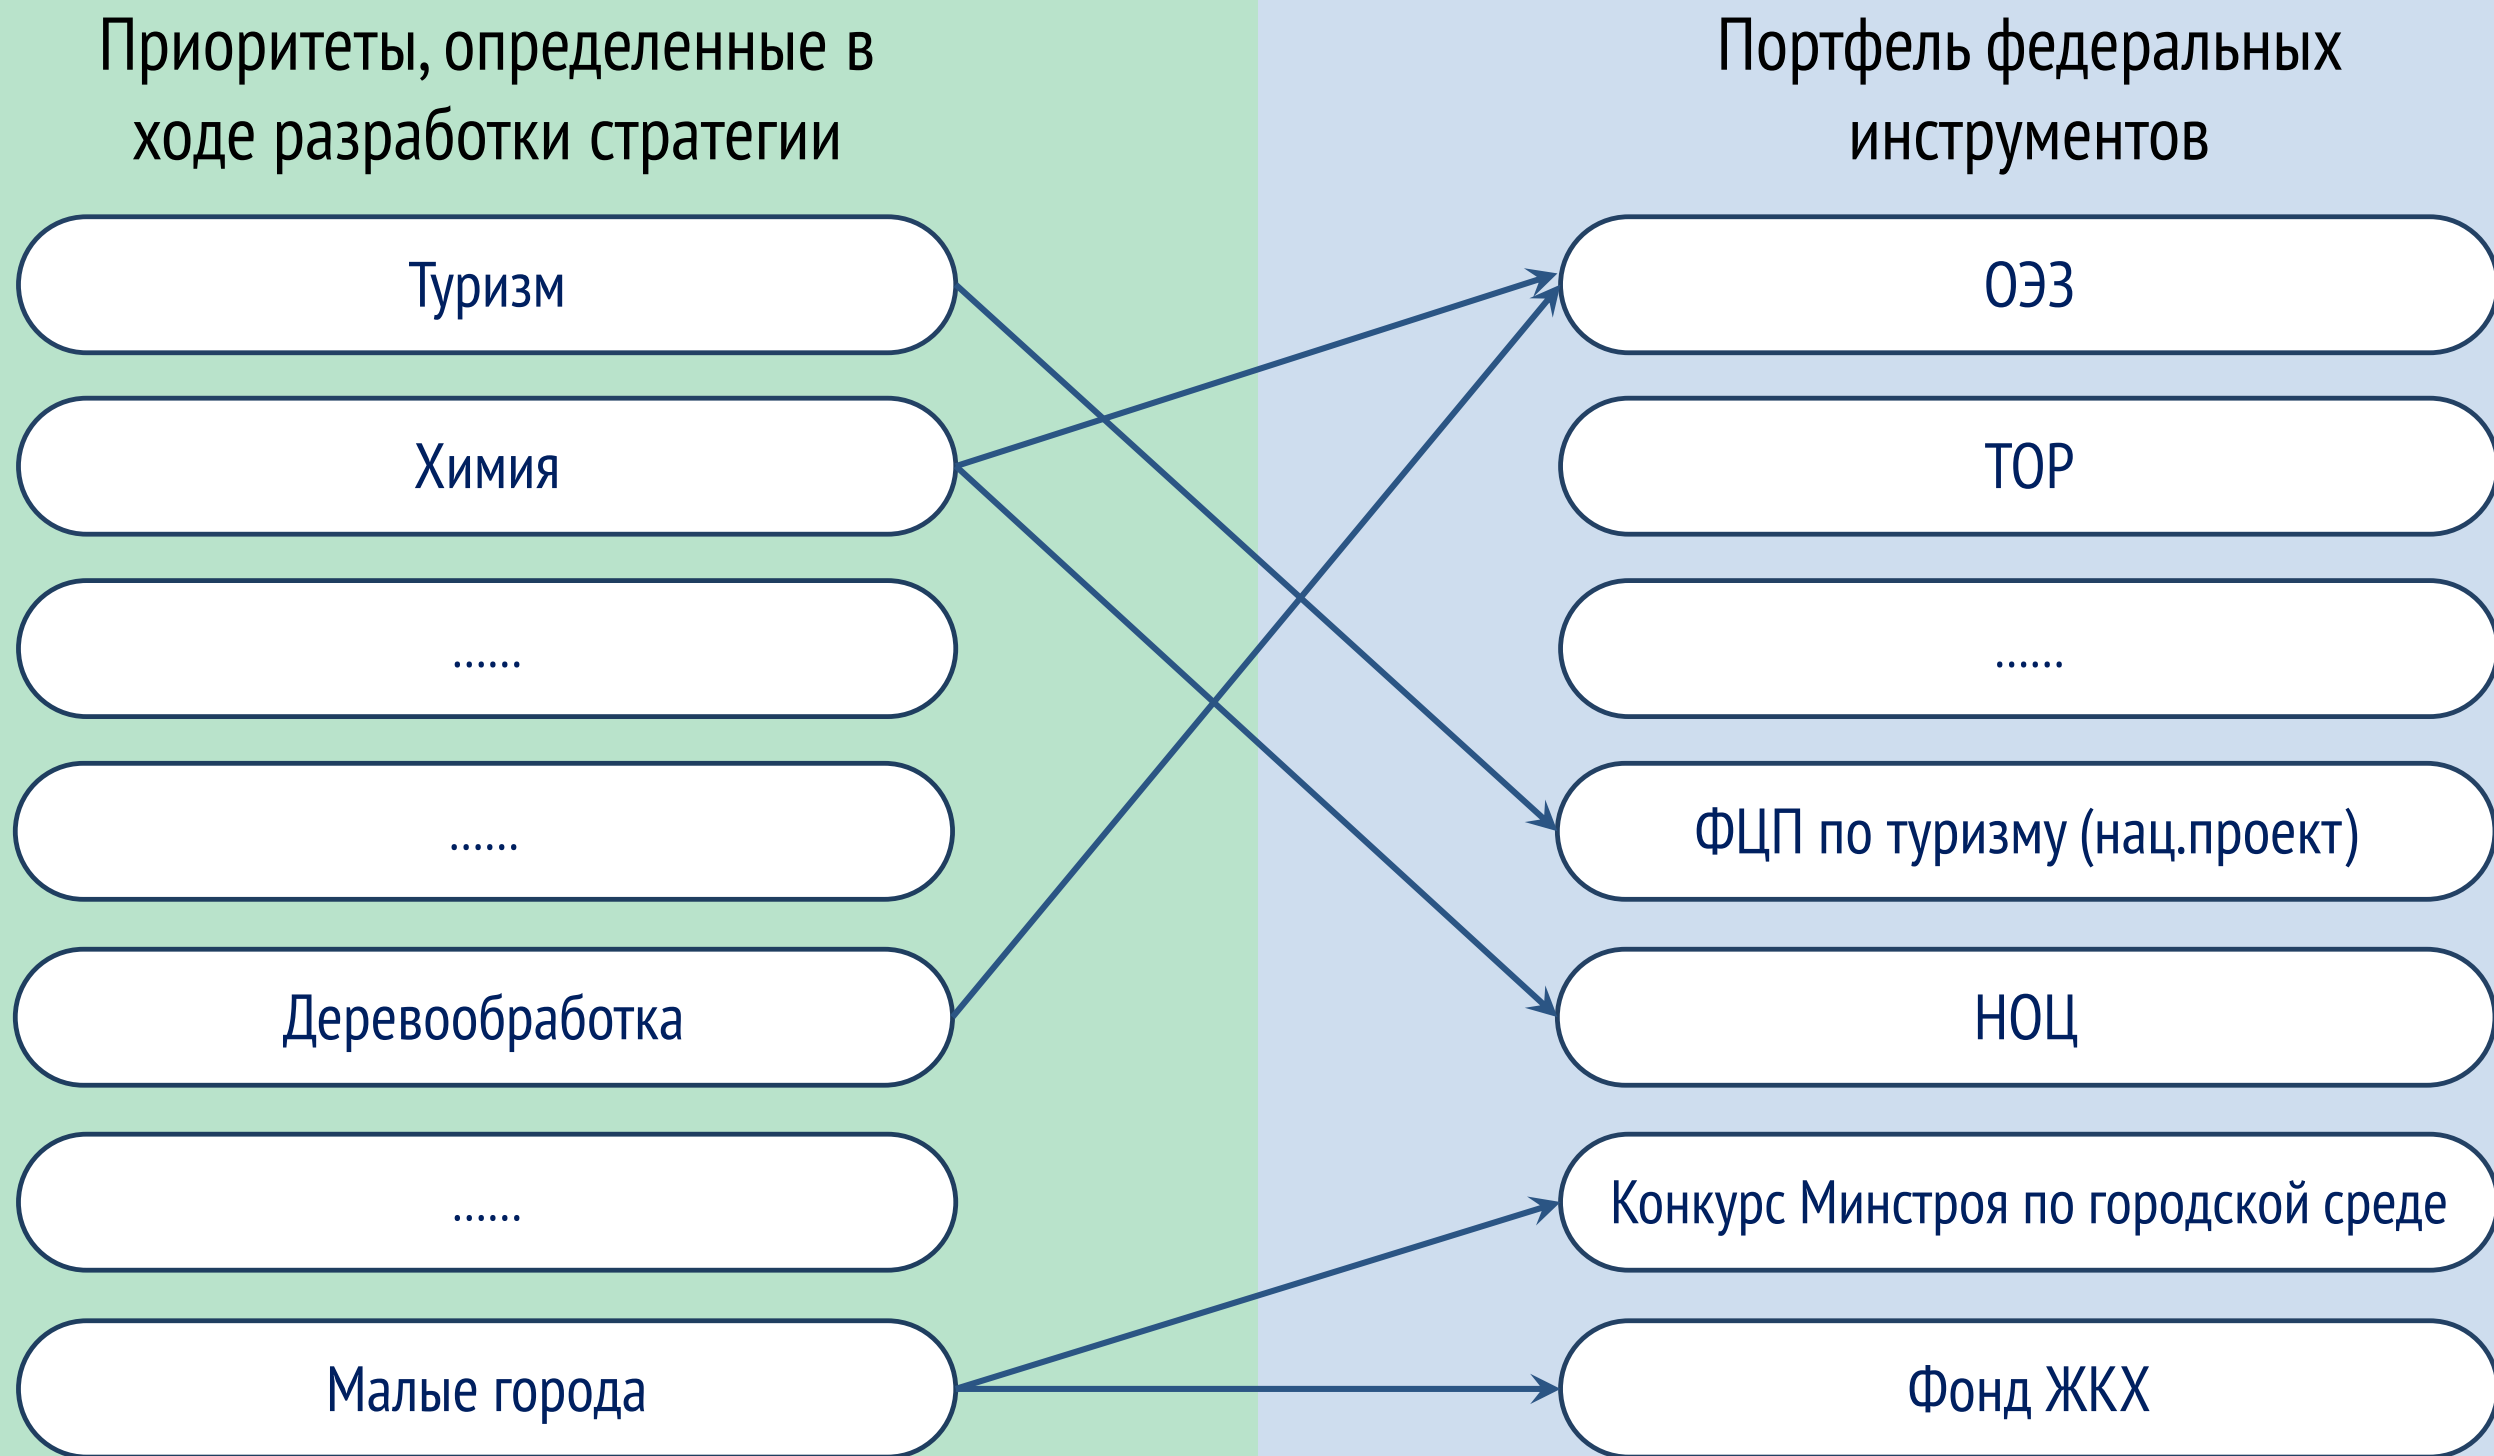 Приоритеты, определенные в
ходе разработки стратегии
Туризм
Химия
……
……
Деревообработка
……
Малые города
Портфель федеральных
инструментов
ОЭЗ
ТОР
……
ФЦП по туризму (нац.проект)
НОЦ
Конкурс Минстроя по городской среде
Фонд ЖКХ